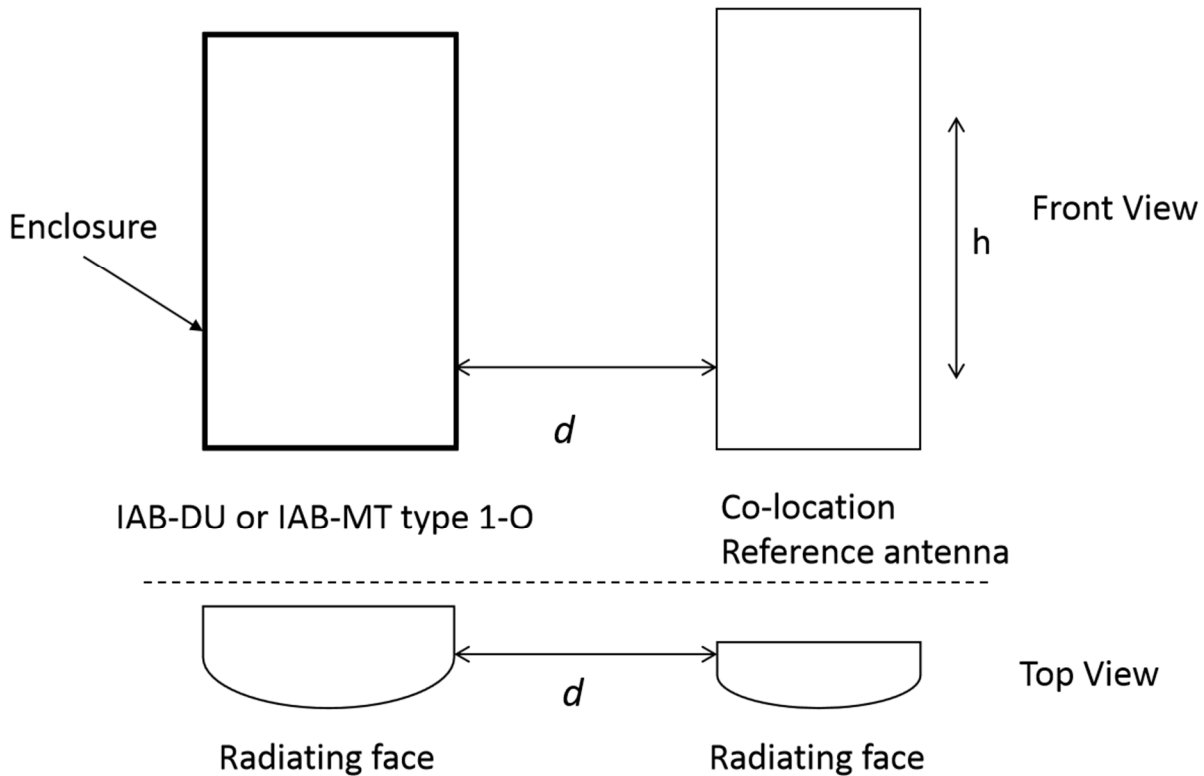 Enclosure
Front View
h
d
IAB-DU or IAB-MT type 1-O
Co-location
Reference antenna
d
Top View
Radiating face
Radiating face